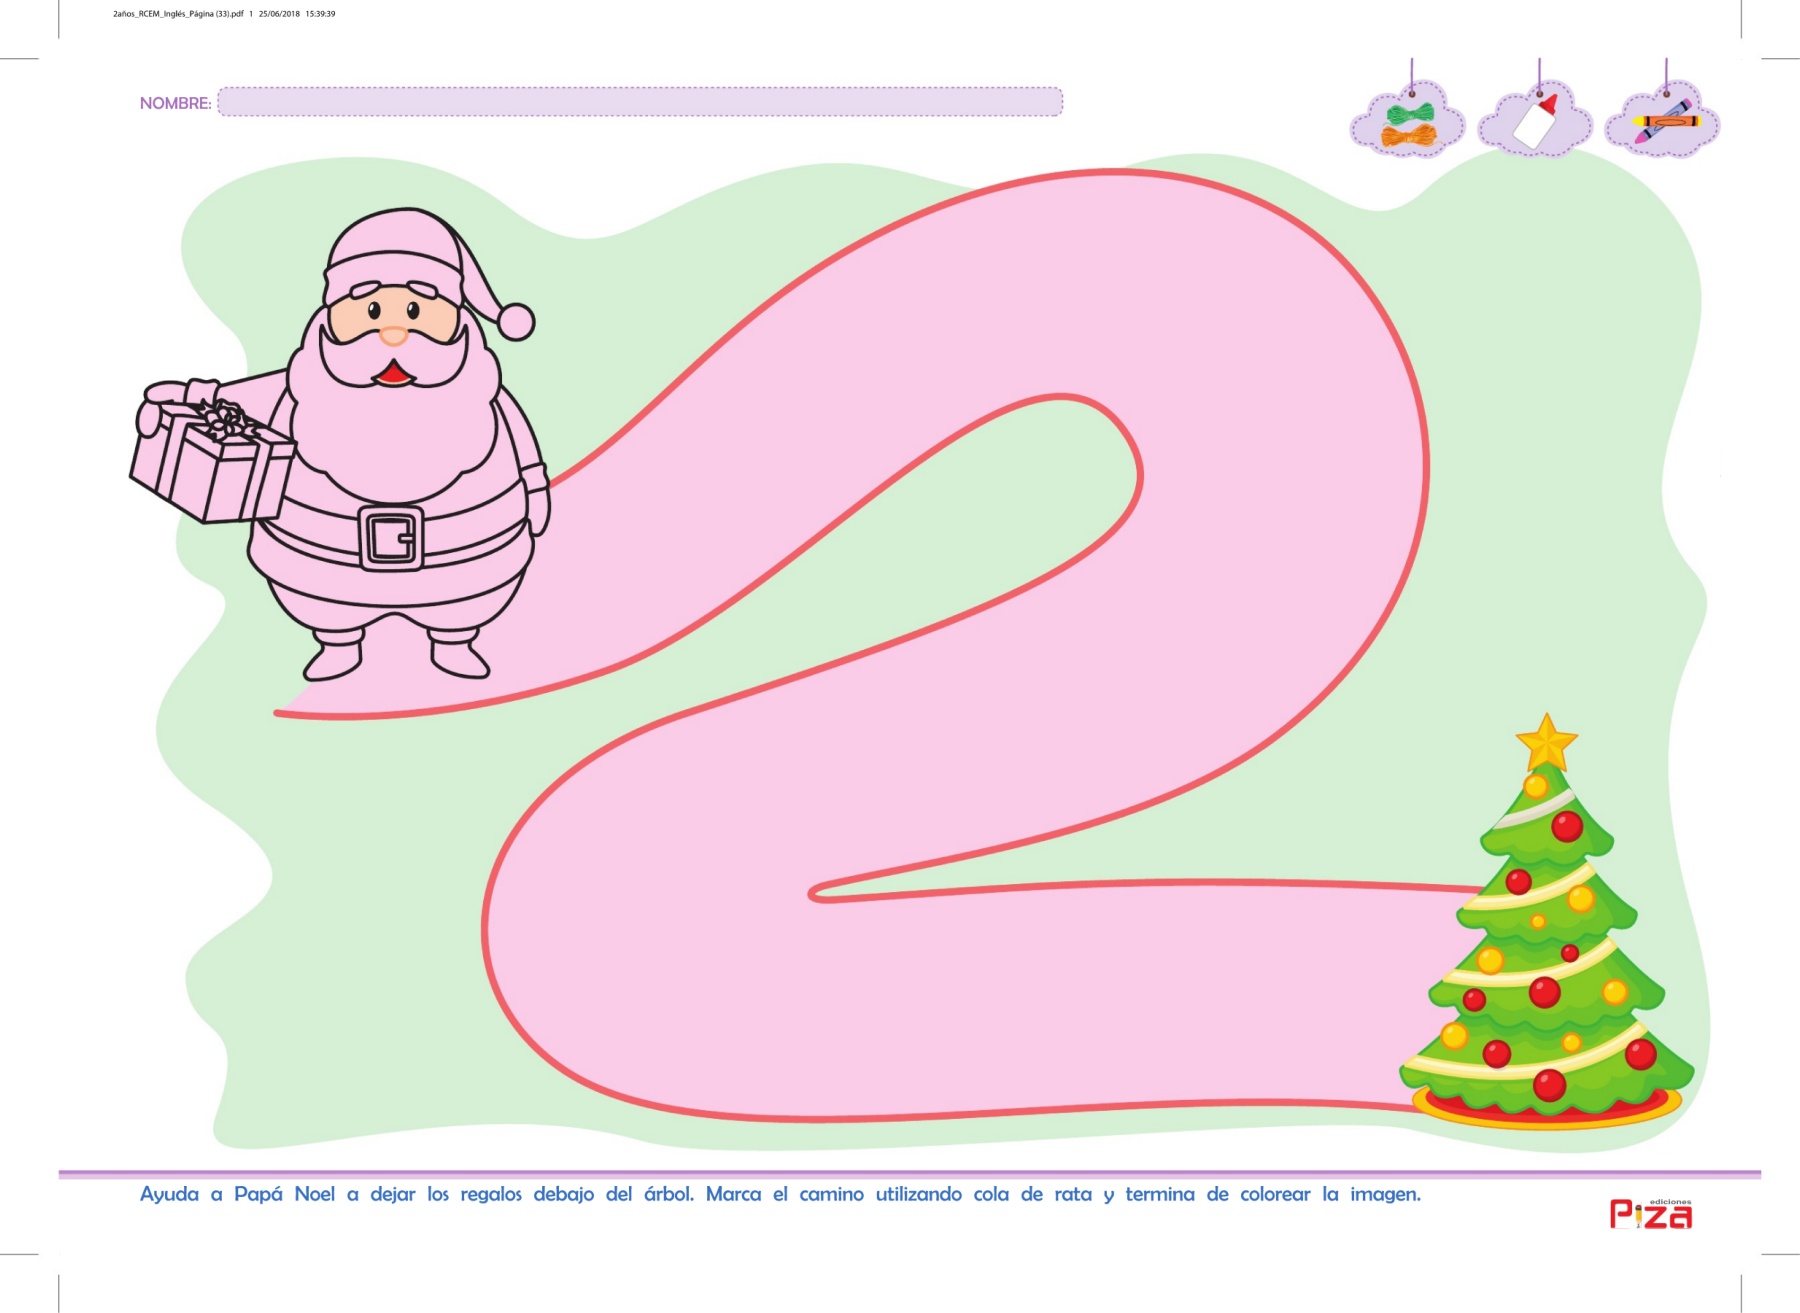 2años_RCEM_Inglés_Página (33).pdf 1 25/06/2018 15:39:39
NOMBRE:
Ayuda a Papá Noel a dejar los regalos debajo del árbol. Marca el camino utilizando cola de rata y termina de colorear la imagen.
ediciones
Piza